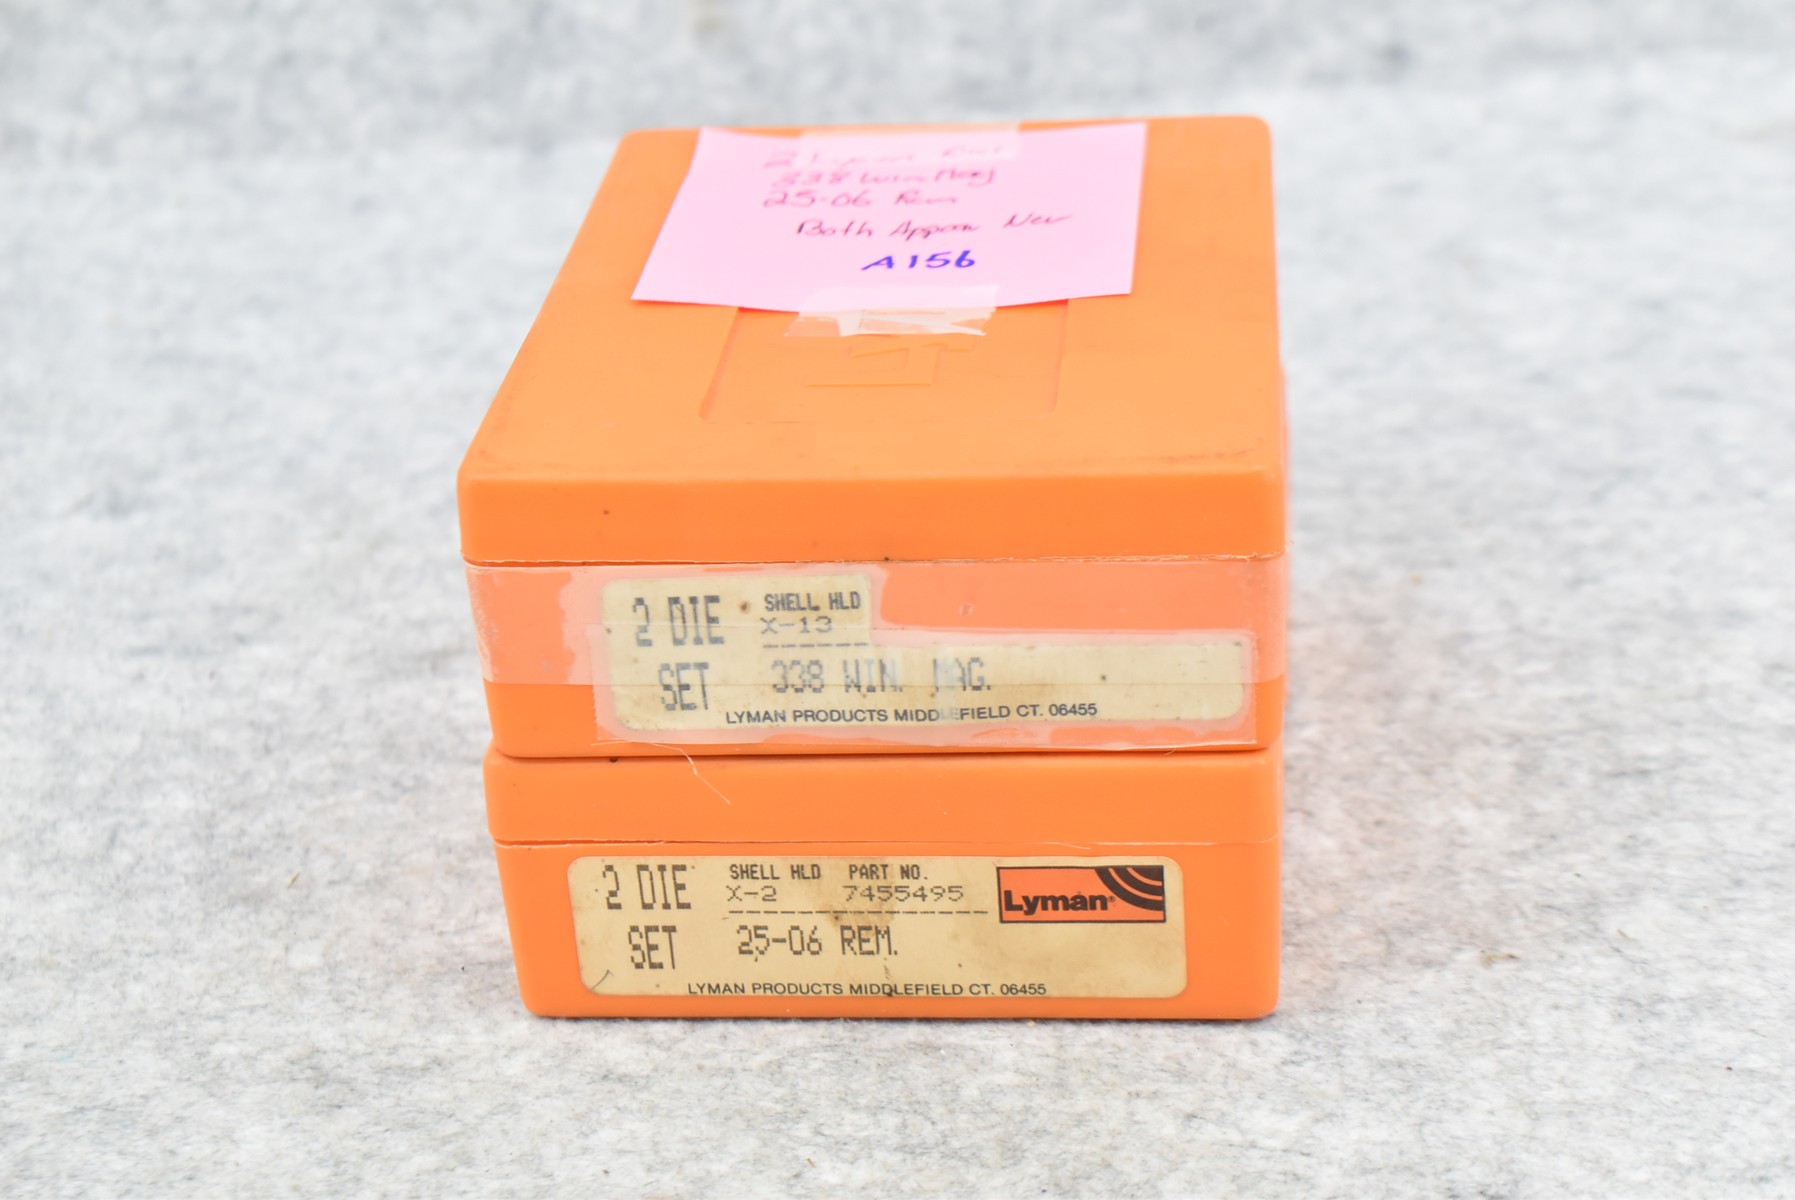 2 Lyman
338 Win Mag
25-06 Rem
Both Appear New
A156
2 DIE SHELL HLD
X-13
SET 338 WIN. MAG.
LYMAN PRODUCTS MIDDLEFIELD CT. 06455
2 DIE SHELL HLD PART NO. Lyman®
X-2 7455495
SET 25-06 REM.
LYMAN PRODUCTS MIDDLEFIELD CT. 06455